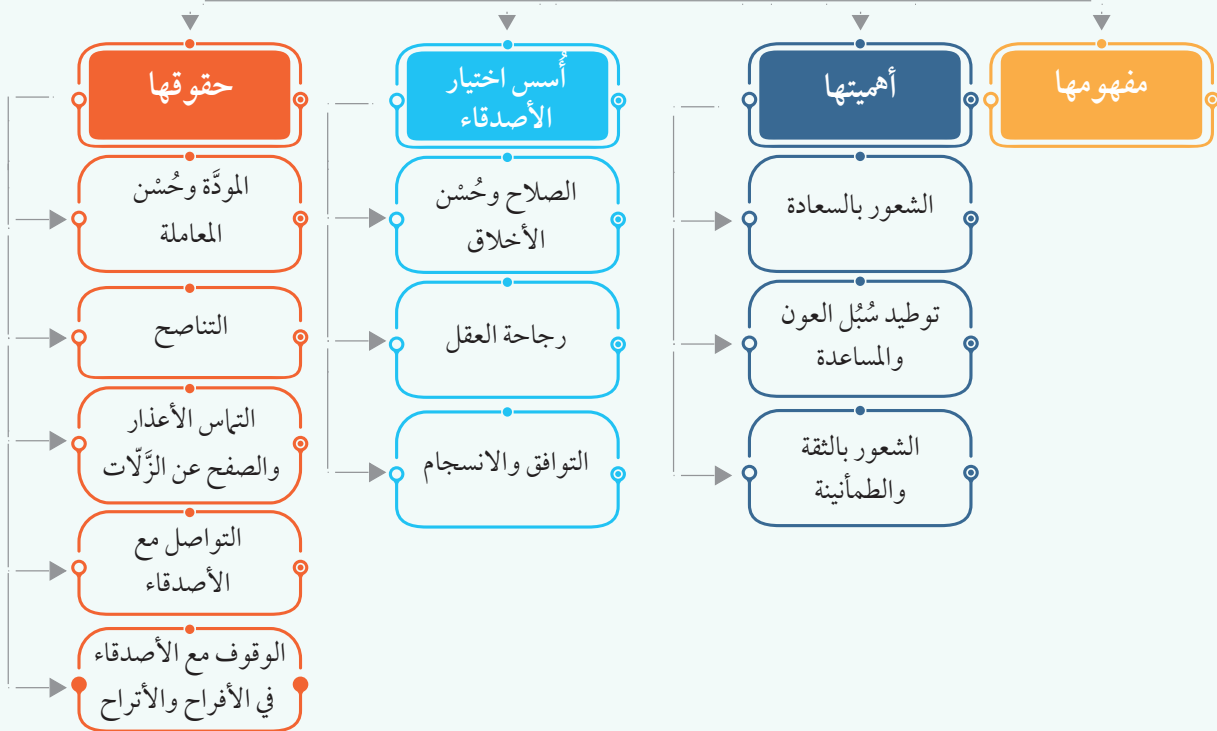 مفهومها
أهميتها
الشعور بالسعادة
توطيد سُبُل العون
والمساعدة
الشعور بالثقة
والطمأنينة
أُسس اختيار
الأصدقاء
الصلاح وحُسْن
الأخلاق
رجاحة العقل
التوافق والانسجام
حقوقها
المودَّة وحُسْن
المعاملة
التناصح
التماس الأعذار
والصفح عن الزَّلّات
التواصل مع
الأصدقاء
الوقوف مع الأصدقاء
في الأفراح والأتراح